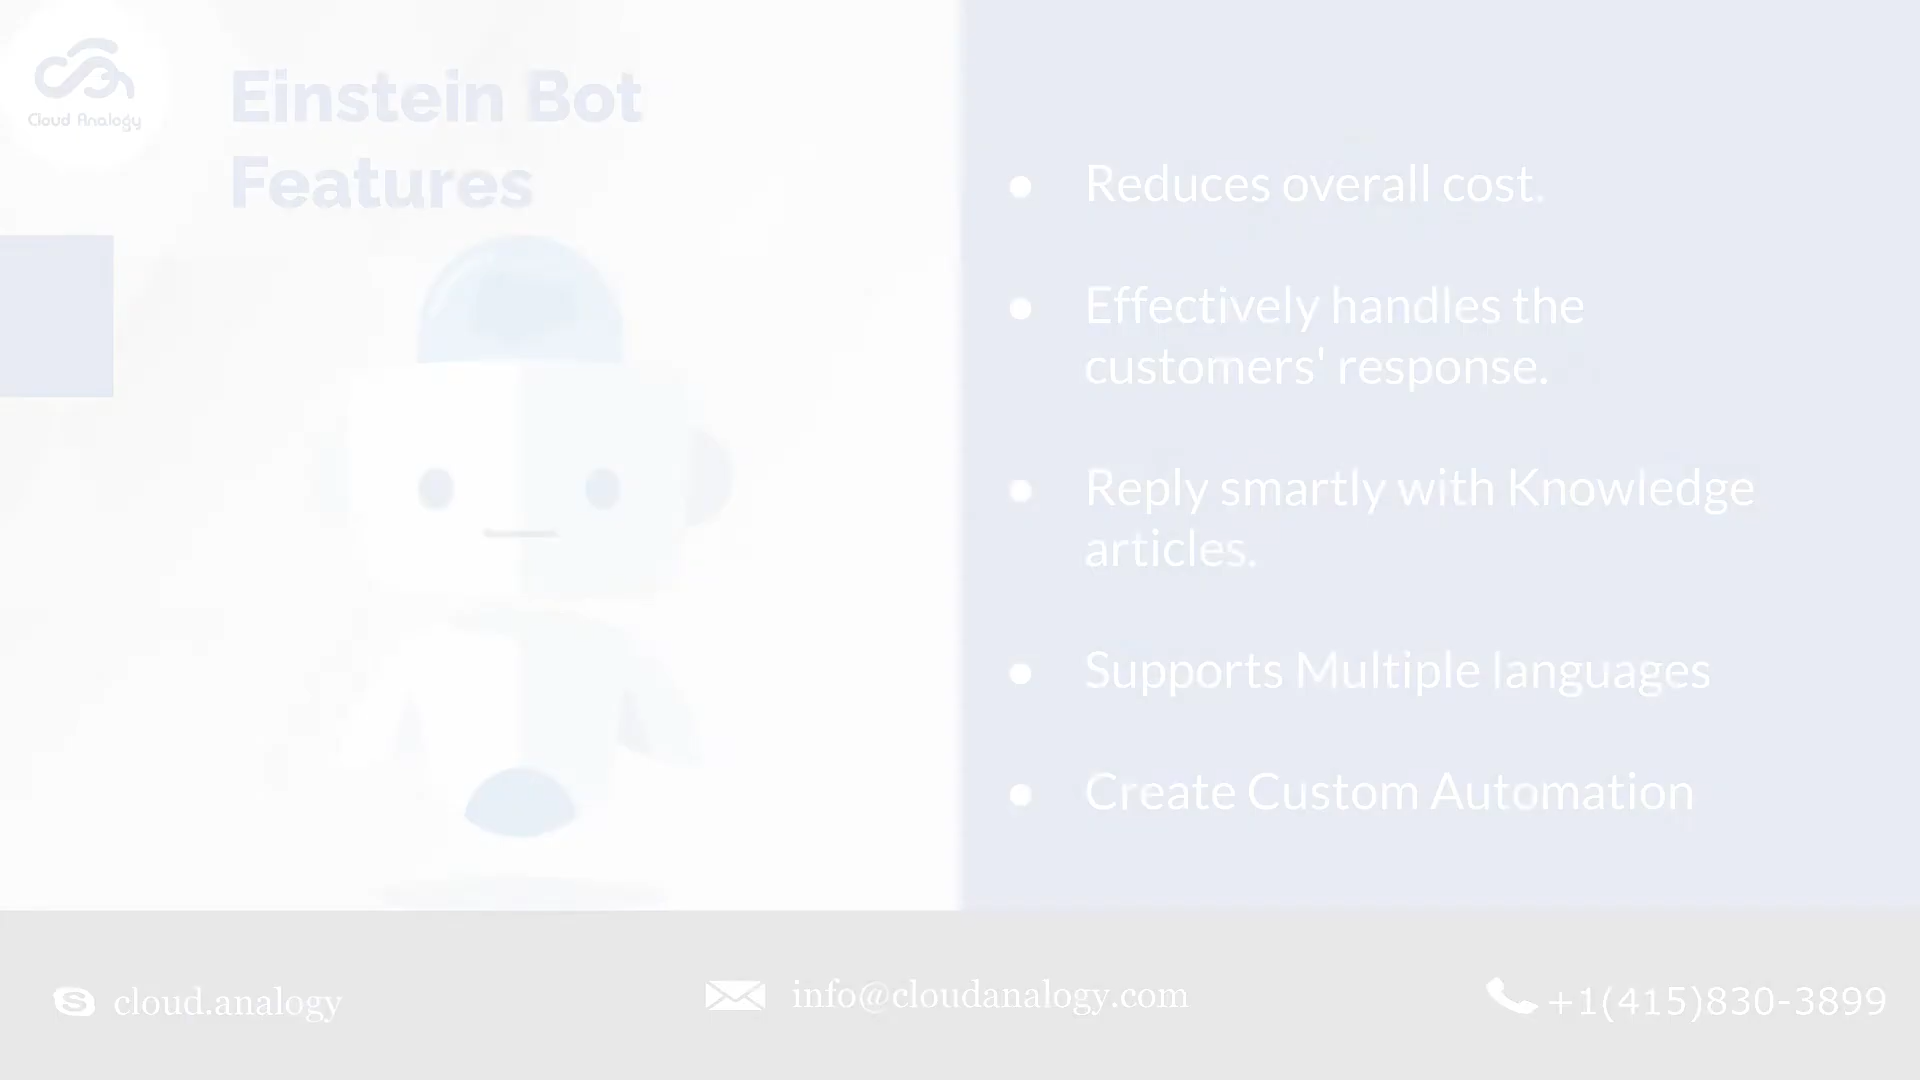 Cloud Analogy
Einstein Bot
Features
● Reduces overall cost.
● Effectively handles the
customers' response.
● Reply smartly with Knowledge
articles.
● Supports Multiple languages
● Create Custom Automation
cloud.analogy
info@cloudanalogy.com
+1(415)830-3899